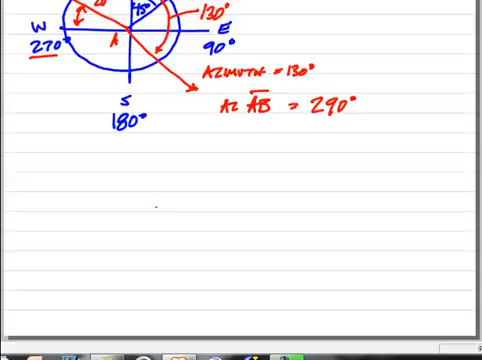 20
45°
130°
W
E
270°
A
90°
AZIMUTH = 130°
S
AZ AB = 290°
180°